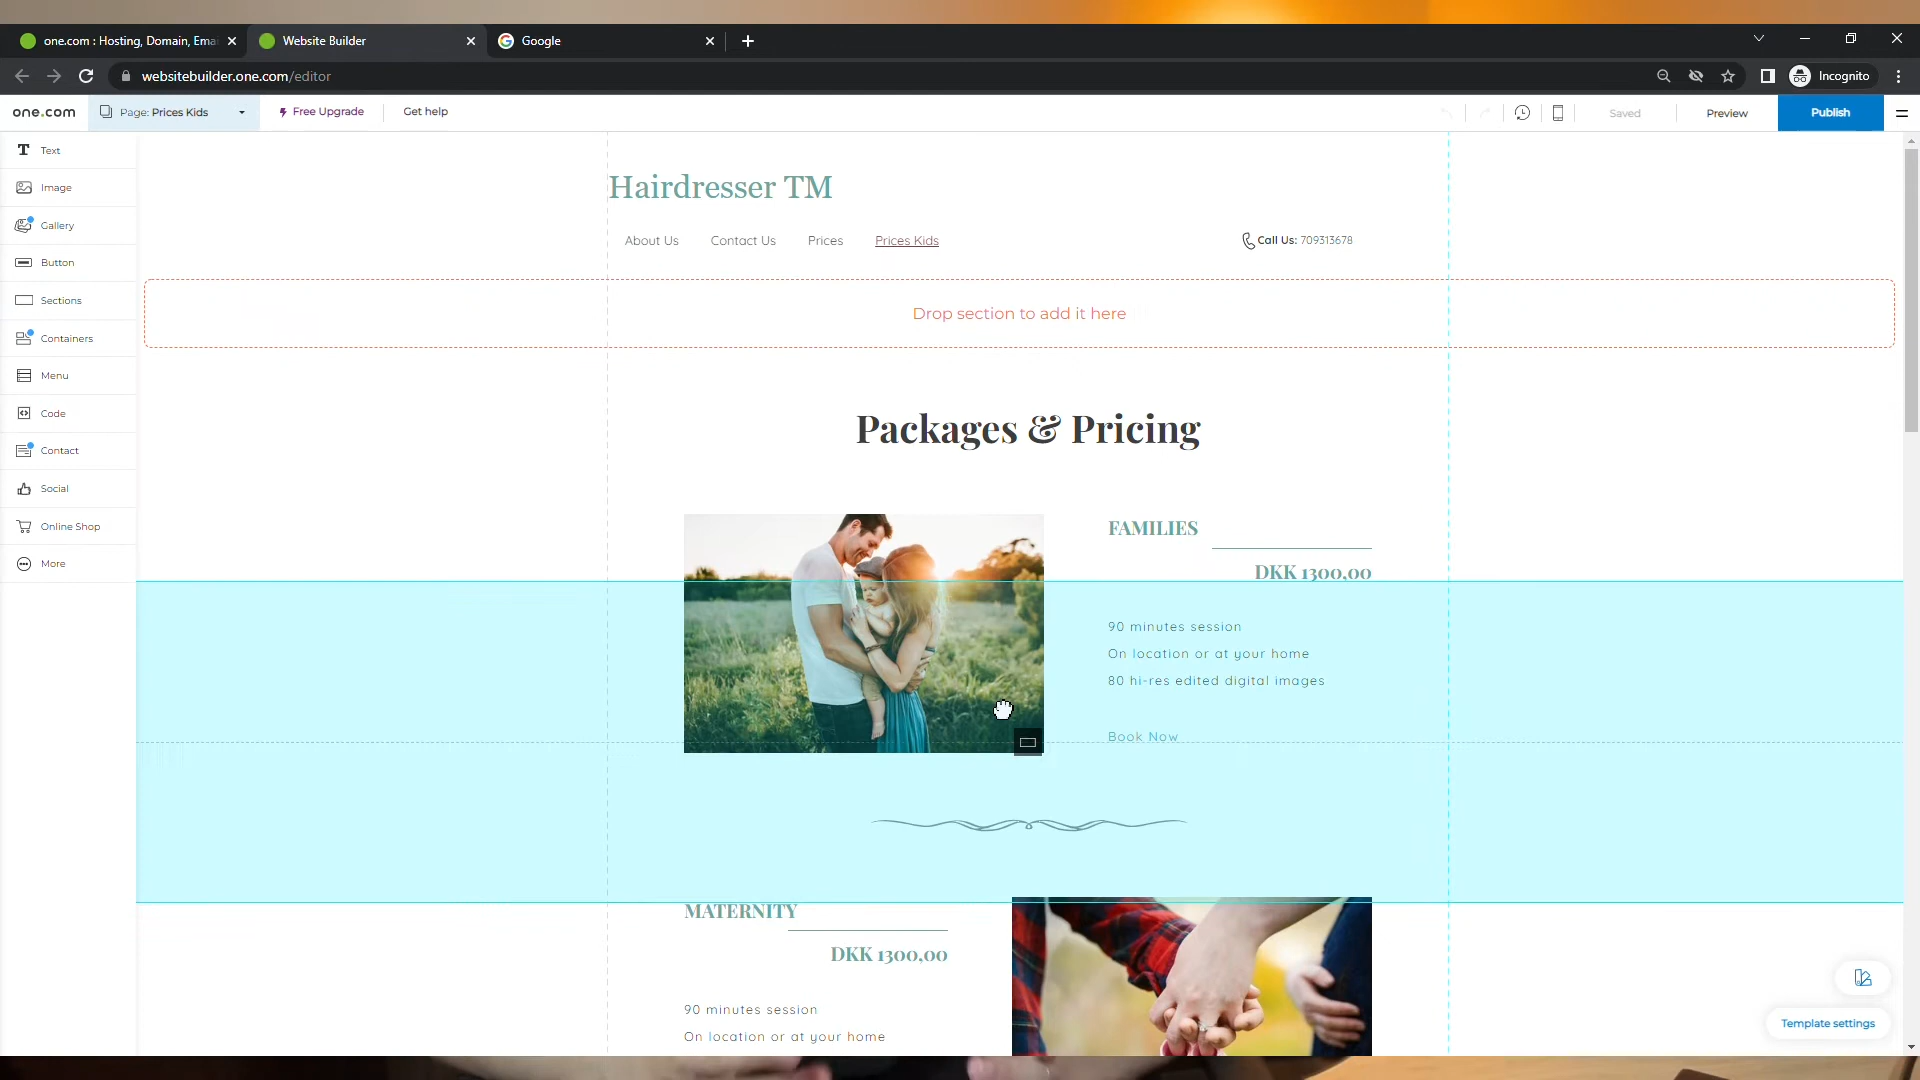 one.com : Hosting, Domain, Emai
Website Builder
Google
websitebuilder.one.com/editor
Incognito
one.com
Page: Prices Kids
Free Upgrade
Get help
Saved
Preview
Publish
Text
Image
Gallery
Button
Sections
Containers
Menu
Code
Contact
Social
Online Shop
More
Hairdresser TM
About Us
Contact Us
Prices
Prices Kids
Call Us: 709313678
Drop section to add it here
Packages & Pricing
FAMILIES
DKK 1300,00
90 minutes session
On location or at your home
80 hi-res edited digital images
Book Now
MATERNITY
DKK 1300,00
90 minutes session
On location or at your home
Template settings